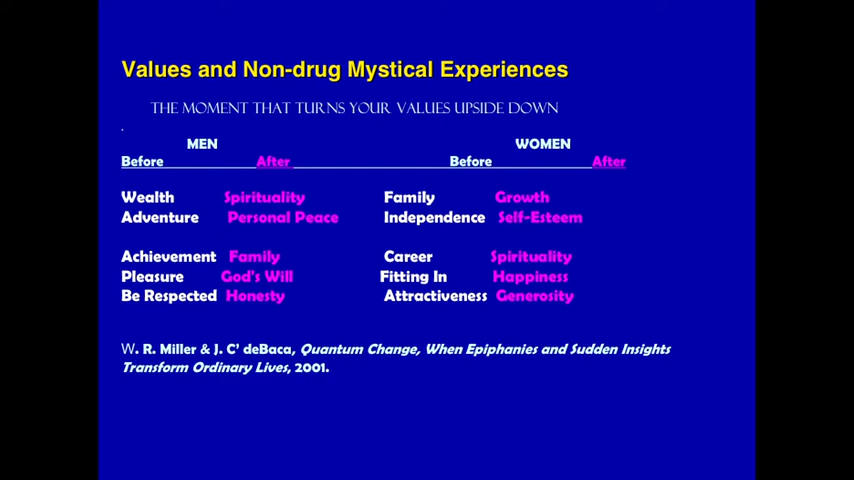 Values and Non-drug Mystical Experiences
THE MOMENT THAT TURNS YOUR VALUES UPSIDE DOWN
.
MEN WOMEN
Before After Before After
Wealth Spirituality Family Growth
Adventure Personal Peace Independence Self-Esteem
Achievement Family Career Spirituality
Pleasure God's Will Fitting In Happiness
Be Respected Honesty Attractiveness Generosity
W. R. Miller & J. C' deBaca, Quantum Change, When Epiphanies and Sudden Insights
Transform Ordinary Lives, 2001.